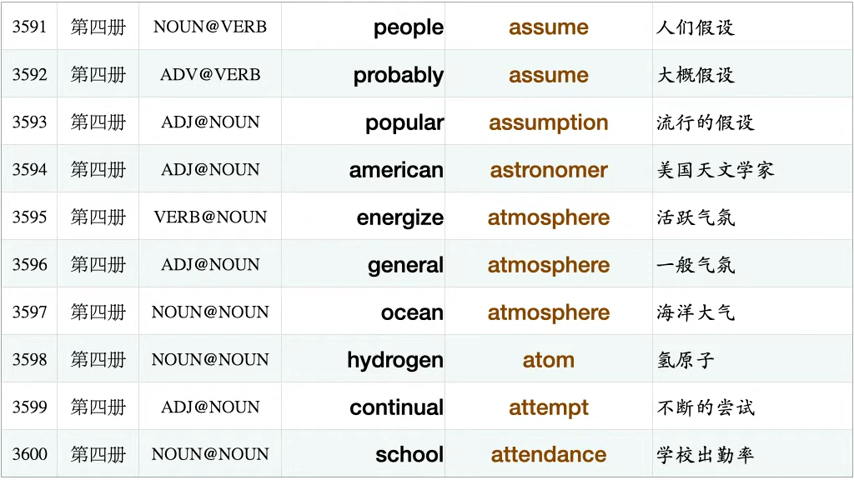 3591 第四册 NOUN@VERB people assume 人们假设
3592 第四册 ADV@VERB probably assume 大概假设
3593 第四册 ADJ@NOUN popular assumption 流行的假设
3594 第四册 ADJ@NOUN american astronomer 美国天文学家
3595 第四册 VERB@NOUN energize atmosphere 活跃气氛
3596 第四册 ADJ@NOUN general atmosphere 一般气氛
3597 第四册 NOUN@NOUN ocean atmosphere 海洋大气
3598 第四册 NOUN@NOUN hydrogen atom 氢原子
3599 第四册 ADJ@NOUN continual attempt 不断的尝试
3600 第四册 NOUN@NOUN school attendance 学校出勤率